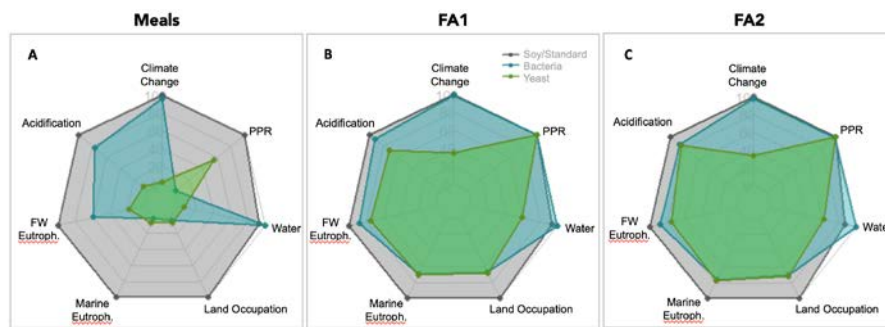 Meals
FA1
FA2
A
Climate
Change
Acidification
PPR
FW
Eutroph.
Water
Marine
Eutroph.
Land Occupation
B
Soy/Standard
Bacteria
Yeast
Climate
Change
Acidification
PPR
FW
Eutroph.
Water
Marine
Eutroph.
Land Occupation
C
Climate
Change
Acidification
PPR
FW
Eutroph.
Water
Marine
Eutroph.
Land Occupation